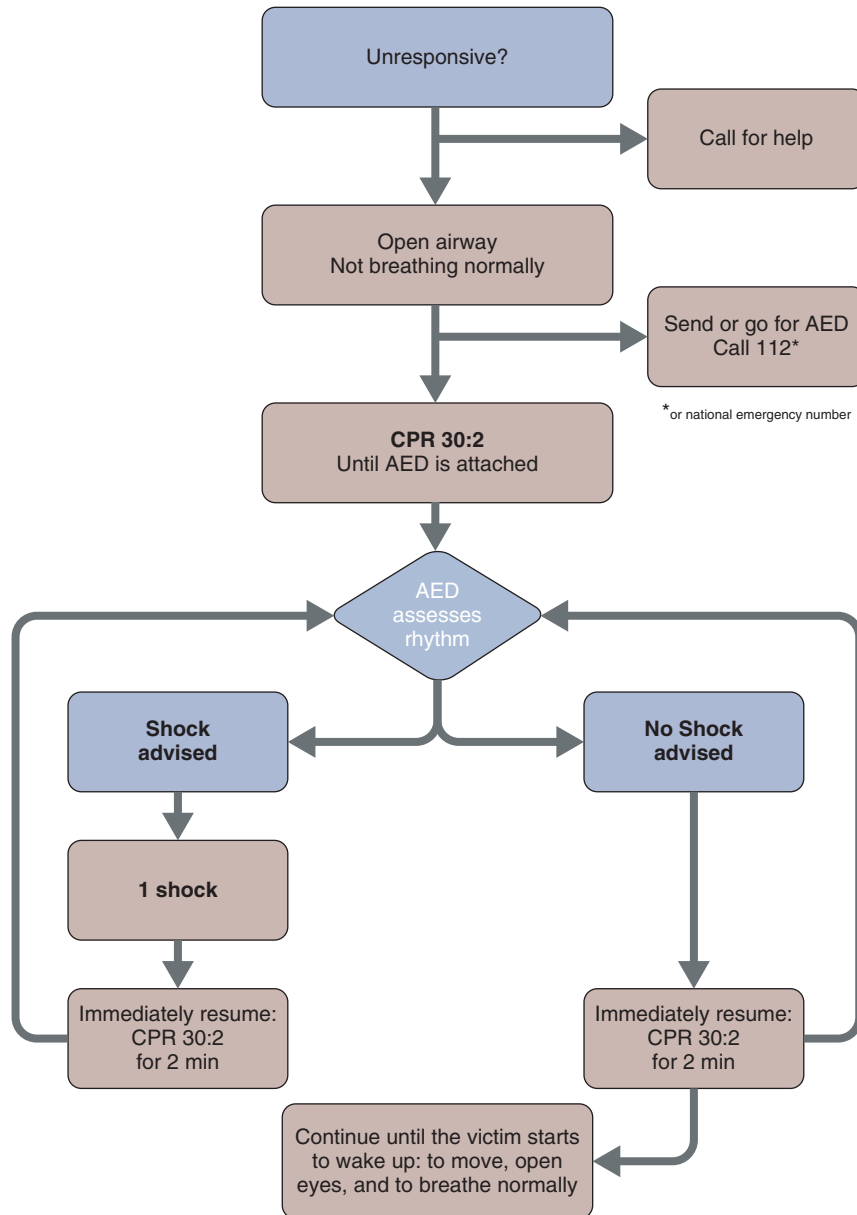 Unresponsive?
Call for help
Open airway
Not breathing normally
Send or go for AED
Call 112*
*or national emergency number
CPR 30:2
Until AED is attached
AED
assesses
rhythm
Shock
advised
No Shock
advised
1 shock
Immediately resume:
CPR 30:2
for 2 min
Immediately resume:
CPR 30:2
for 2 min
Continue until the victim starts
to wake up: to move, open
eyes, and to breathe normally